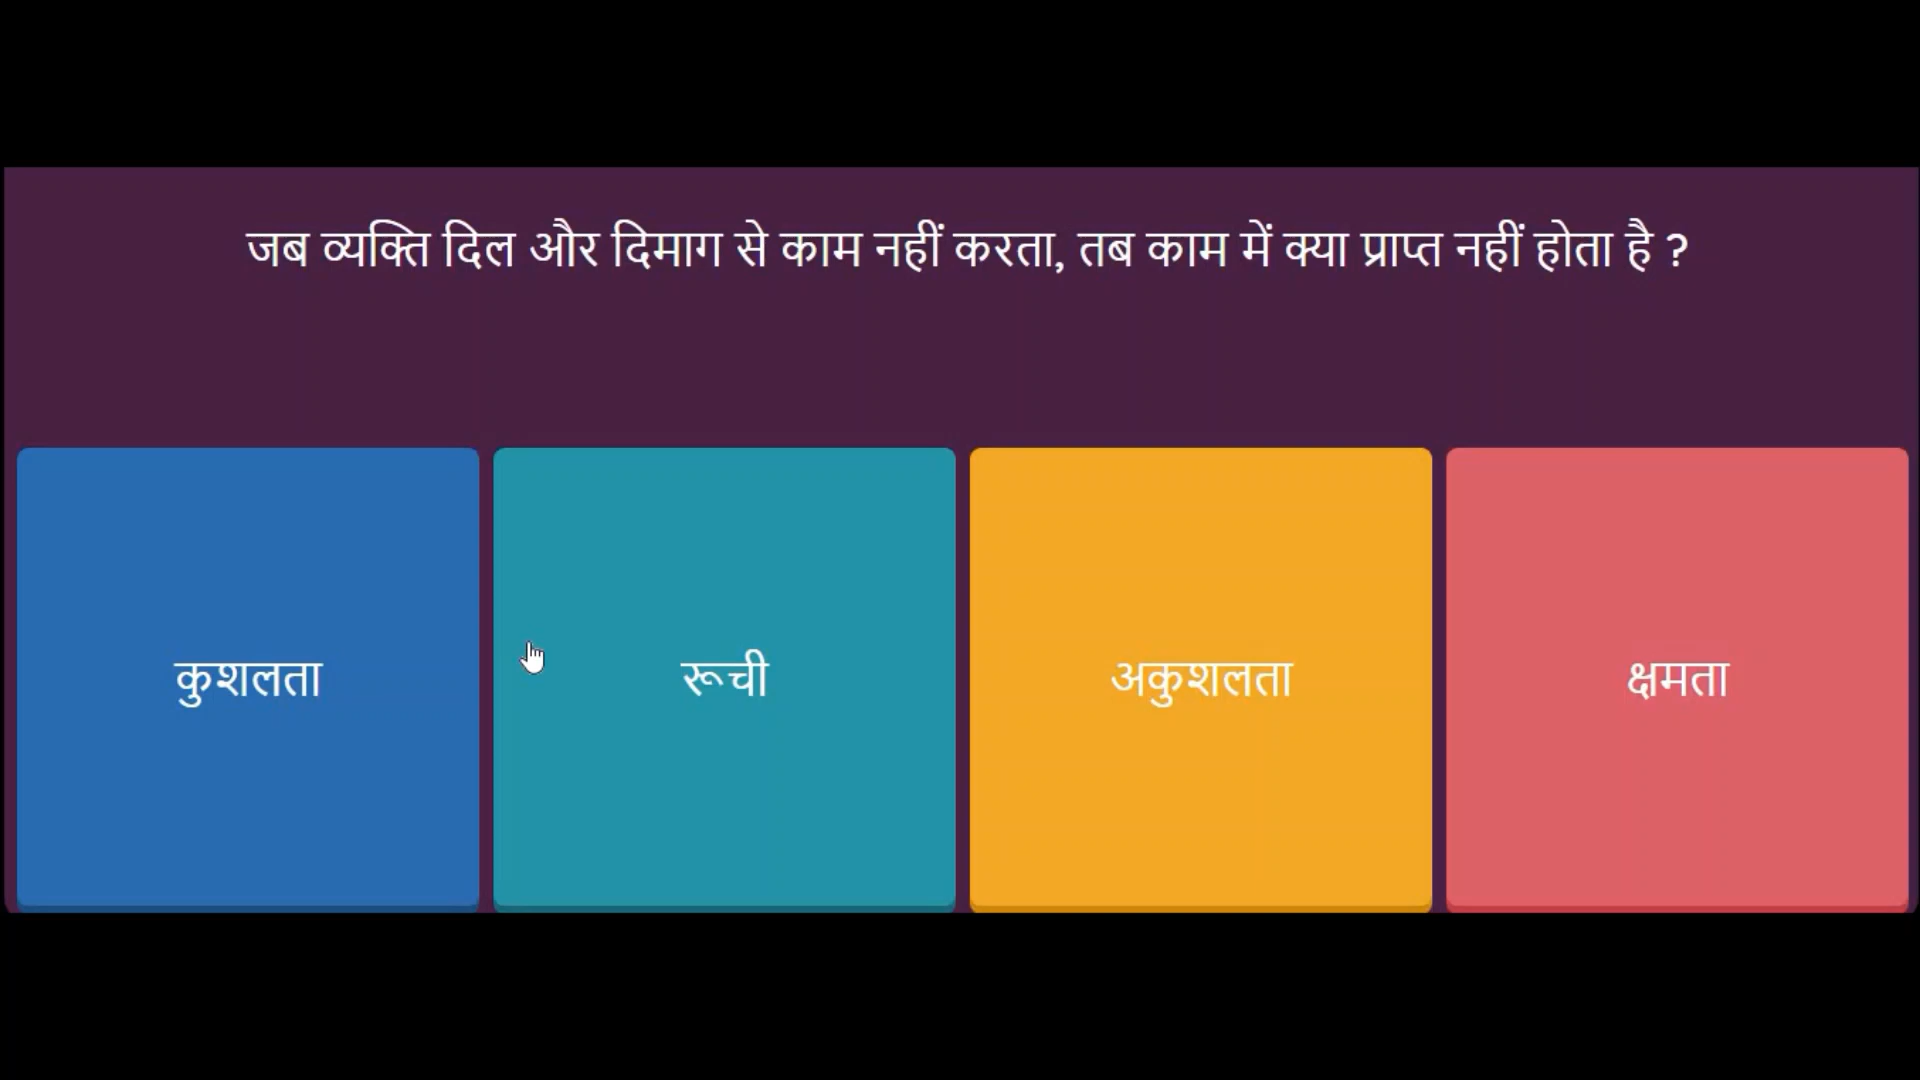 जब व्यक्ति दिल और दिमाग से काम नहीं करता, तब काम में क्या प्राप्त नहीं होता है ?
कुशलता
रूची
अकुशलता
क्षमता